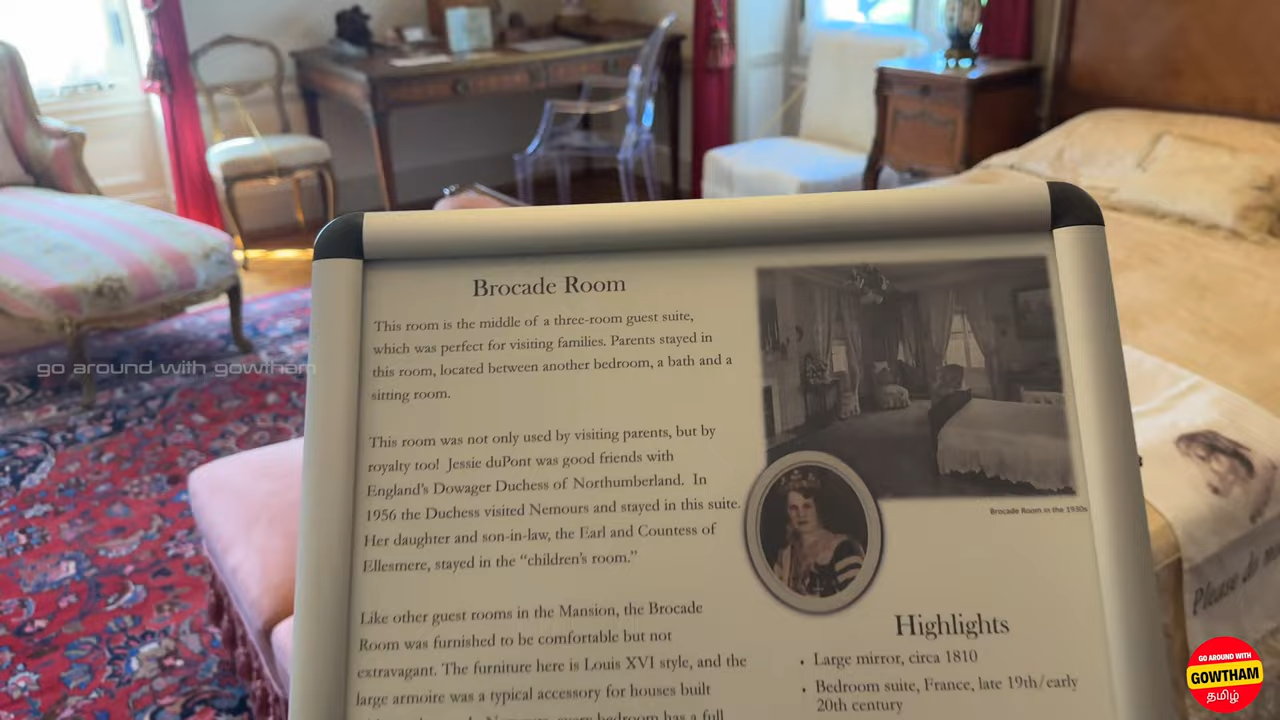 Brocade Room
This room is the middle of a three-room guest suite,
which was perfect for visiting families. Parents stayed in
this room, located between another bedroom, a bath and a
sitting room.
This room was not only used by visiting parents, but by
royalty too! Jessie duPont was good friends with
England's Dowager Duchess of Northumberland. In
1956 the Duchess visited Nemours and stayed in this suite.
Her daughter and son-in-law, the Earl and Countess of
Ellesmere, stayed in the "children's room."
Like other guest rooms in the Mansion, the Brocade
Room was furnished to be comfortable but not
extravagant. The furniture here is Louis XVI style, and the
large armoire was a typical accessory for houses built
every bedroom has a full
Brocade Room in the 1930s
Highlights
• Large mirror, circa 1810
• Bedroom suite, France, late 19th/early
20th century
Please do
go around with gowtham
GO AROUND WITH
GOWTHAM
தமிழ்